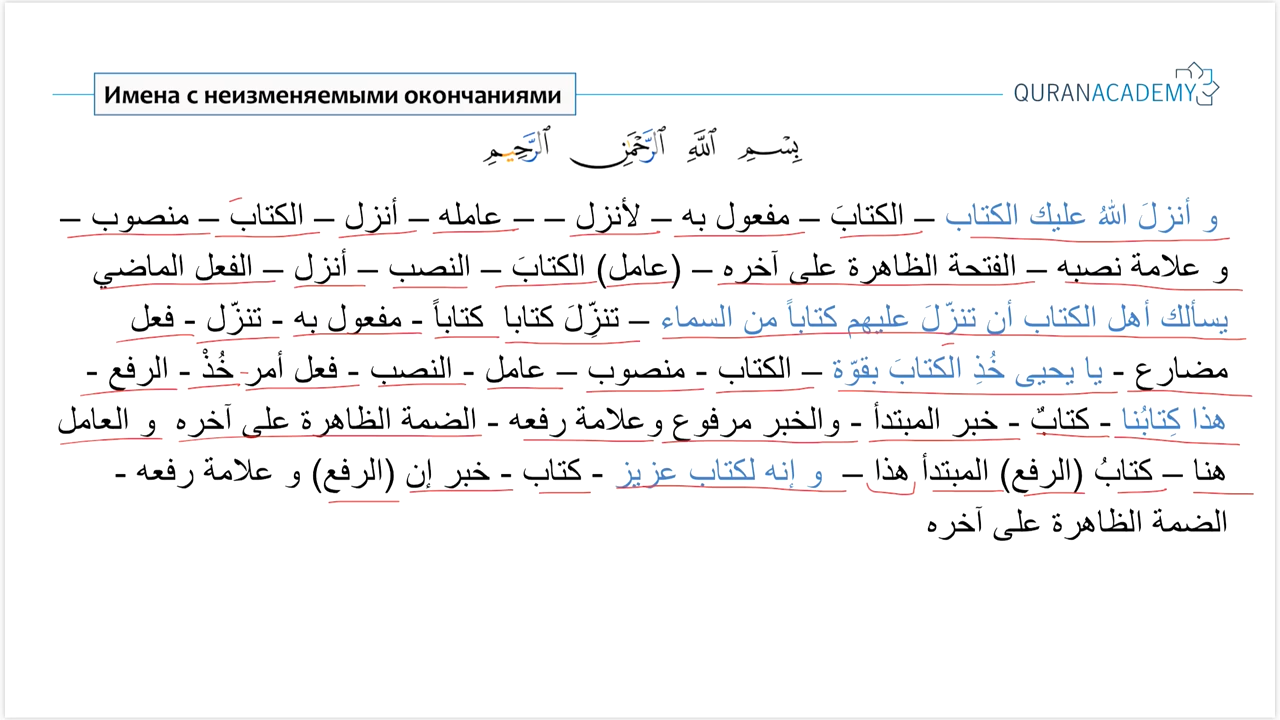 Имена с неизменяемыми окончаниями
QURANACADEMY
بِسْمِ اللَّهِ الرَّحْمَٰنِ الرَّحِيمِ
و أنزلَ اللهُ عليك الكتاب – الكتابَ – مفعول به – لأنزل – – عامله – أنزل – الكتابَ – منصوب –
و علامة نصبه – الفتحة الظاهرة على آخره – (عامل) الكتابَ – النصب – أنزل – الفعل الماضي
يسألك أهل الكتاب أن تنزّلَ عليهم كتاباً من السماء – تنزِّلَ كتابا كتاباً - مفعول به - تنزّل - فعل
مضارع - يا يحيى خُذِ الكتابَ بقوّة – الكتاب - منصوب – عامل - النصب - فعل أمر خُذْ - الرفع -
هذا كِتابُنا - كتابٌ - خبر المبتدأ - والخبر مرفوع وعلامة رفعه - الضمة الظاهرة على آخره و العامل
هنا – كتابُ (الرفع) المبتدأ هذا – و إنه لكتاب عزيز - كتاب - خبر إن (الرفع) و علامة رفعه -
الضمة الظاهرة على آخره